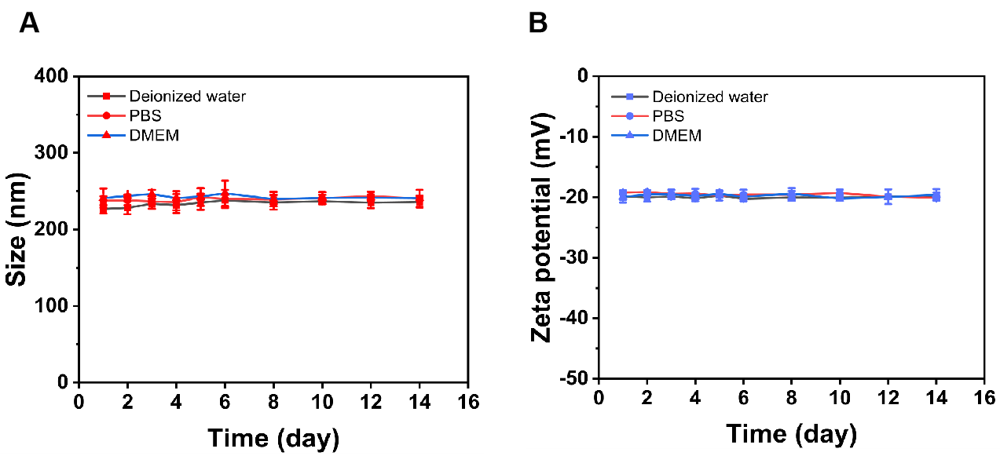 A
400
300
200
100
0
Size (nm)
Deionized water
PBS
DMEM
0 2 4 6 8 10 12 14 16
Time (day)
B
0
-10
-20
-30
-40
-50
Zeta potential (mV)
Deionized water
PBS
DMEM
0 2 4 6 8 10 12 14 16
Time (day)